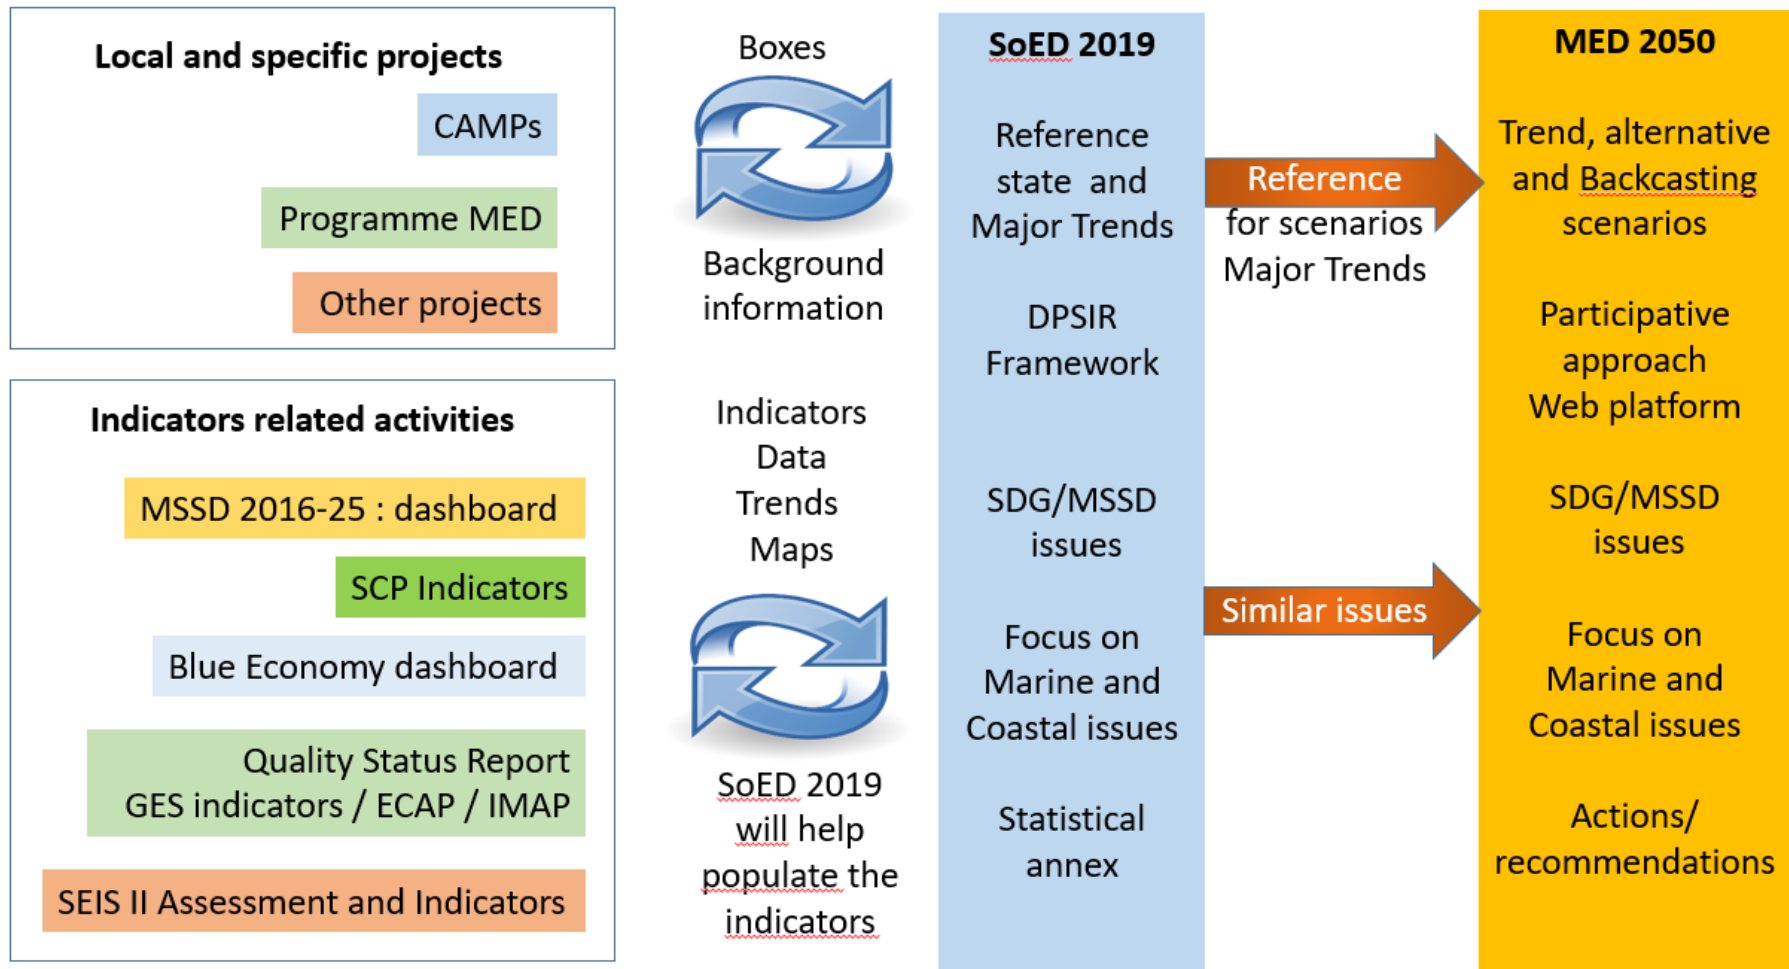 Local and specific projects
CAMPs
Programme MED
Other projects
Indicators related activities
MSSD 2016-25 : dashboard
SCP Indicators
Blue Economy dashboard
Quality Status Report
GES indicators / ECAP / IMAP
SEIS II Assessment and Indicators
Boxes
Background
information
Indicators
Data
Trends
Maps
SoED 2019
will help
populate the
indicators
SoED 2019
Reference
state and
Major Trends
DPSIR
Framework
SDG/MSSD
issues
Focus on
Marine and
Coastal issues
Statistical
annex
Reference
for scenarios
Major Trends
Similar issues
MED 2050
Trend, alternative
and Backcasting
scenarios
Participative
approach
Web platform
SDG/MSSD
issues
Focus on
Marine and
Coastal issues
Actions/
recommendations